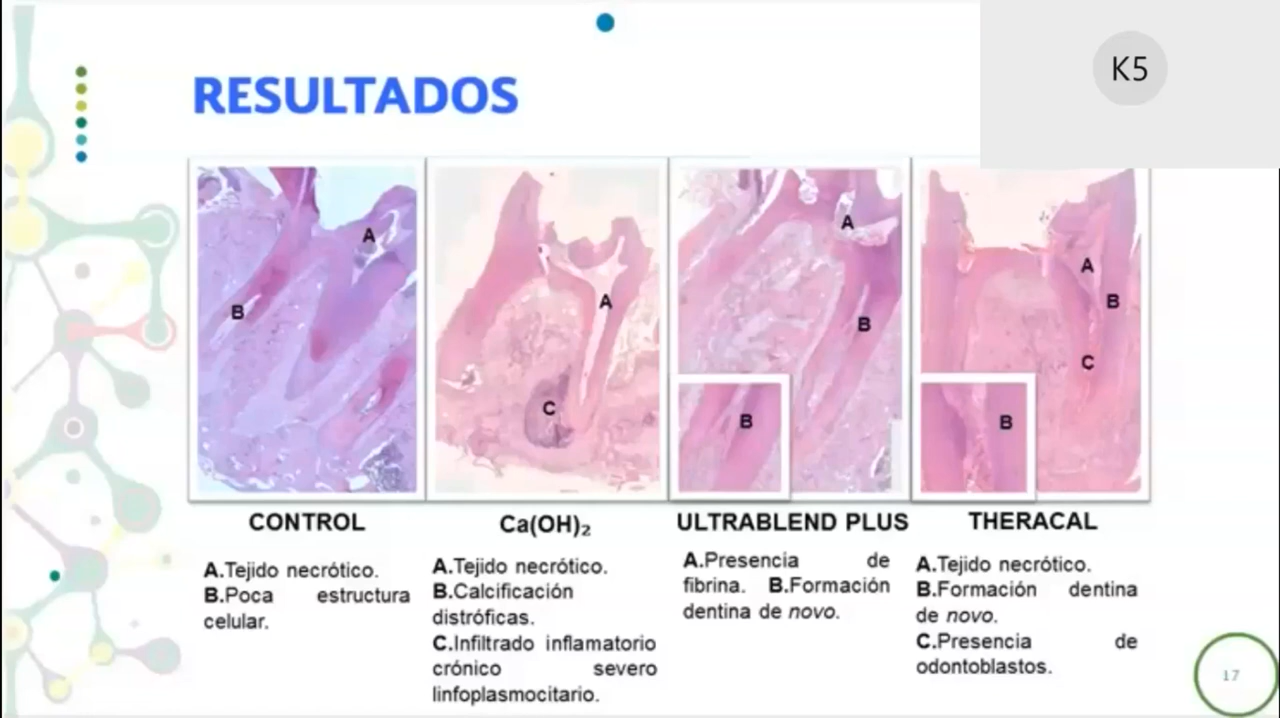 K5
RESULTADOS
A
B
A
C
A
B
B
A
B
C
B
CONTROL
A.Tejido necrótico.
B.Poca estructura
celular.
Ca(OH)₂
A.Tejido necrótico.
B.Calcificación
distróficas.
C.Infiltrado inflamatorio
crónico severo
linfoplasmocitario.
ULTRABLEND PLUS
A.Presencia de
fibrina. B.Formación
dentina de novo.
THERACAL
A.Tejido necrótico.
B.Formación dentina
de novo.
C.Presencia de
odontoblastos.
17